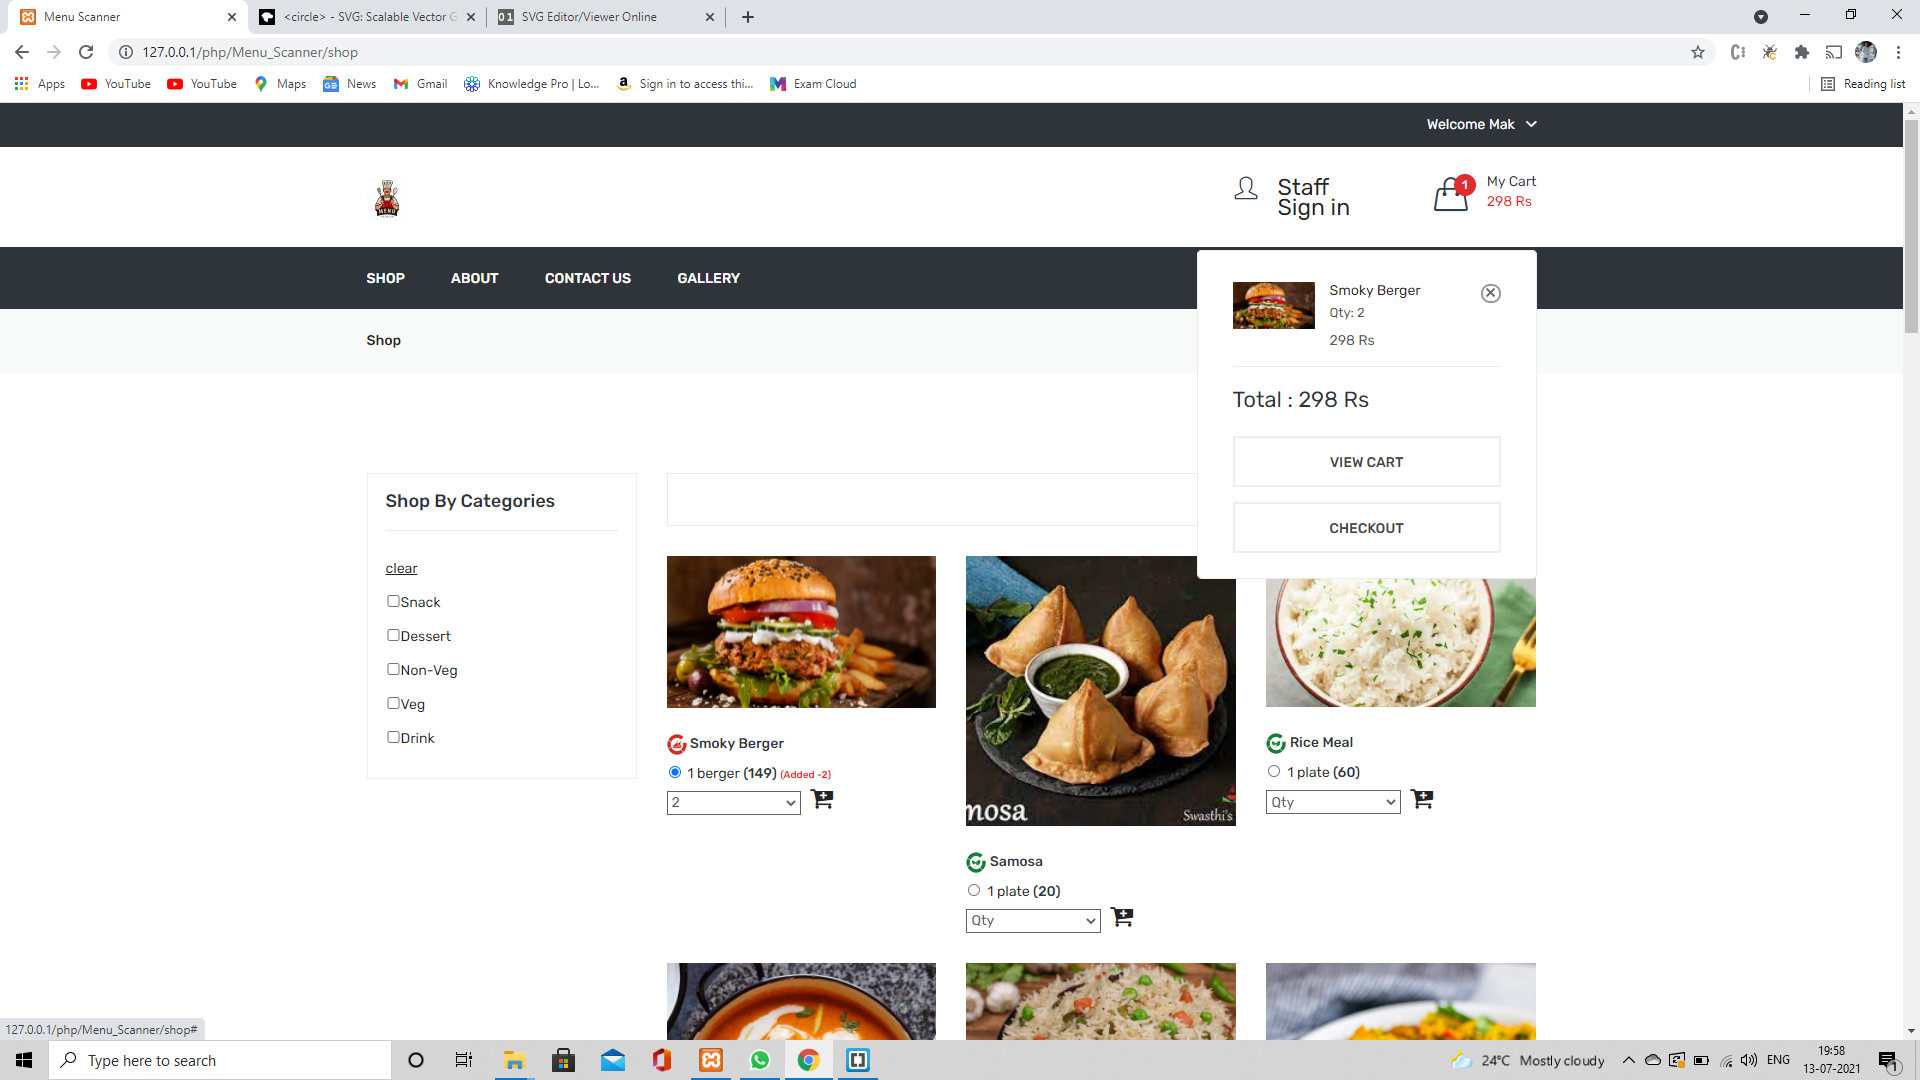 Menu Scanner
<circle> - SVG: Scalable Vector G
SVG Editor/Viewer Online
127.0.0.1/php/Menu_Scanner/shop
Apps
YouTube
YouTube
Maps
News
Gmail
Knowledge Pro | Lo...
Sign in to access thi...
Exam Cloud
Reading list
Welcome Mak
MENU
Staff
Sign in
1
My Cart
298 Rs
SHOP
ABOUT
CONTACT US
GALLERY
Shop
Smoky Berger
Qty: 2
298 Rs
Total : 298 Rs
VIEW CART
CHECKOUT
Shop By Categories
clear
Snack
Dessert
Non-Veg
Veg
Drink
Smoky Berger
1 berger (149) (Added -2)
2
mosa
Swasthi's
Samosa
1 plate (20)
Qty
Rice Meal
1 plate (60)
Qty
127.0.0.1/php/Menu_Scanner/shop#
Type here to search
24°C Mostly cloudy
ENG
19:58
13-07-2021
1